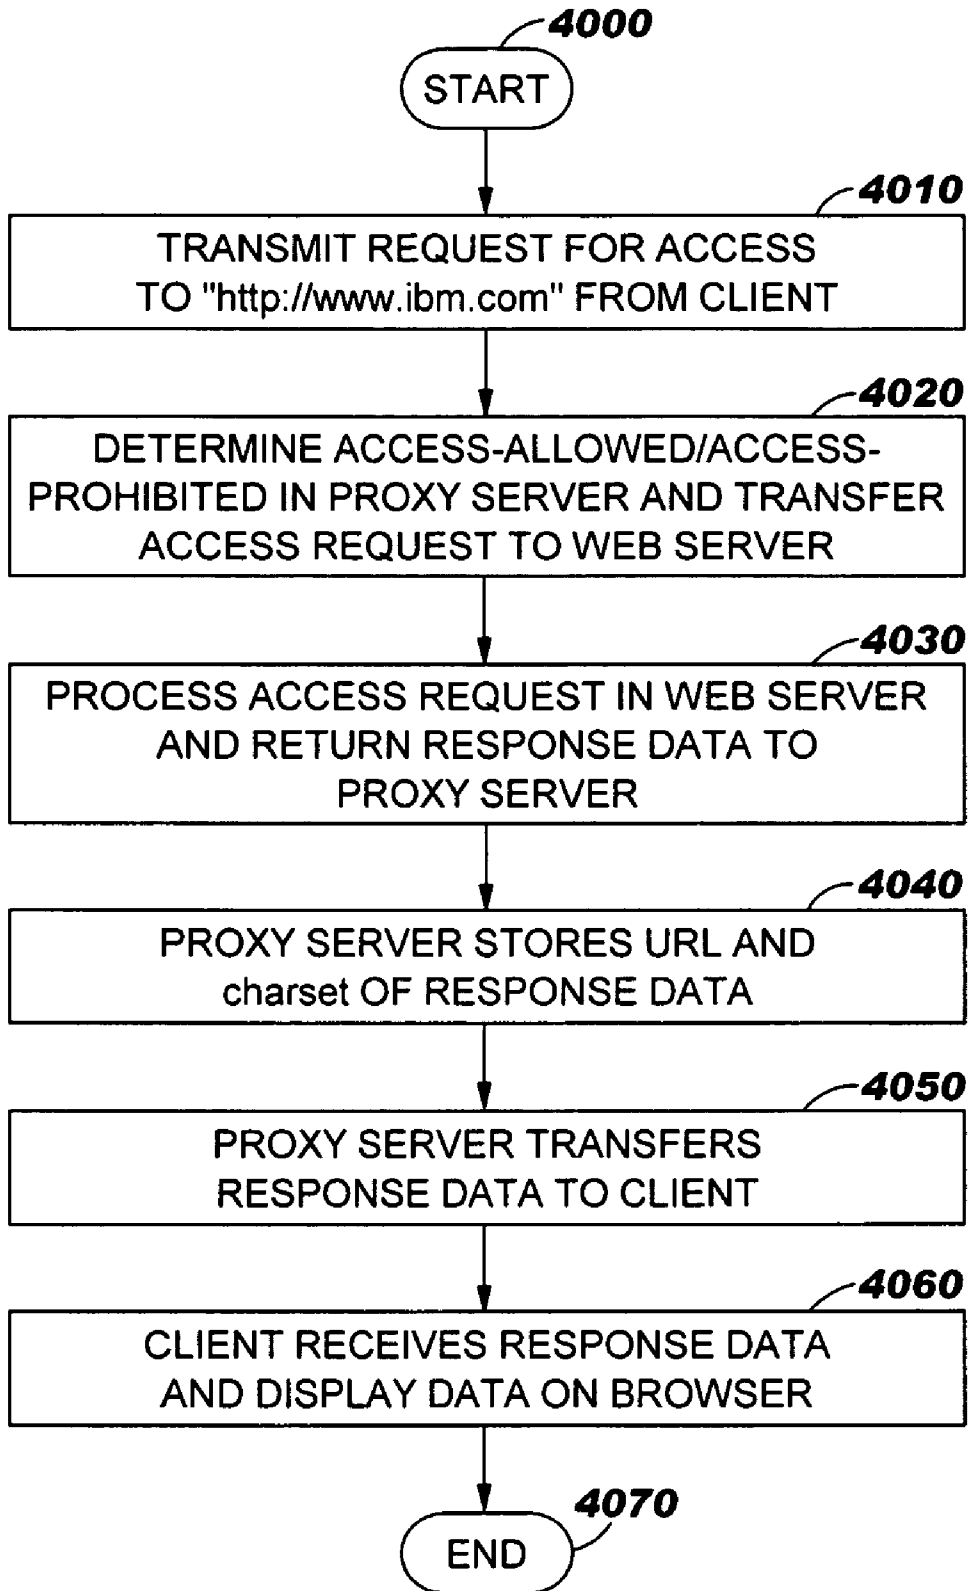 4000
START
4010
TRANSMIT REQUEST FOR ACCESS
TO "http://www.ibm.com" FROM CLIENT
4020
DETERMINE ACCESS-ALLOWED/ACCESS-
PROHIBITED IN PROXY SERVER AND TRANSFER
ACCESS REQUEST TO WEB SERVER
4030
PROCESS ACCESS REQUEST IN WEB SERVER
AND RETURN RESPONSE DATA TO
PROXY SERVER
4040
PROXY SERVER STORES URL AND
charset OF RESPONSE DATA
4050
PROXY SERVER TRANSFERS
RESPONSE DATA TO CLIENT
4060
CLIENT RECEIVES RESPONSE DATA
AND DISPLAY DATA ON BROWSER
4070
END